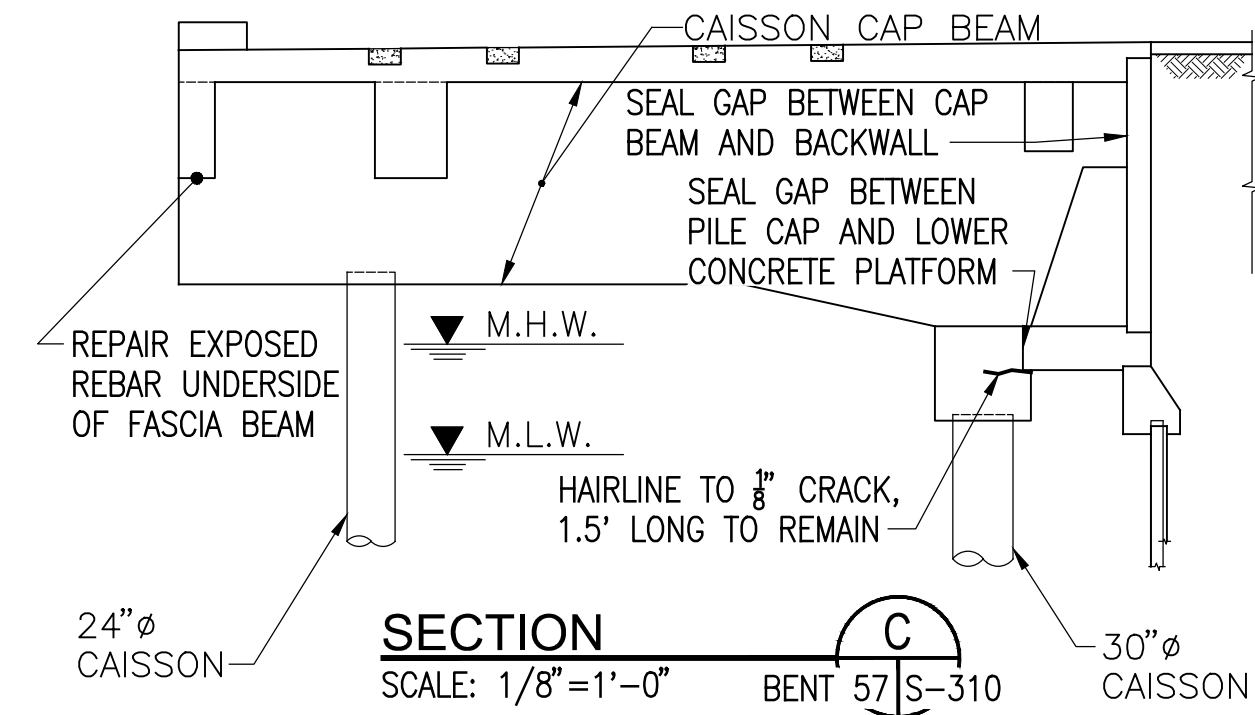 CAISSON CAP BEAM
SEAL GAP BETWEEN CAP
BEAM AND BACKWALL
SEAL GAP BETWEEN
PILE CAP AND LOWER
CONCRETE PLATFORM
REPAIR EXPOSED
REBAR UNDERSIDE
OF FASCIA BEAM
M.H.W.
M.L.W.
HAIRLINE TO 1/8" CRACK,
1.5' LONG TO REMAIN
24"ø
CAISSON
30"ø
CAISSON
SECTION
SCALE: 1/8"=1'-0"
C
BENT 57 S-310